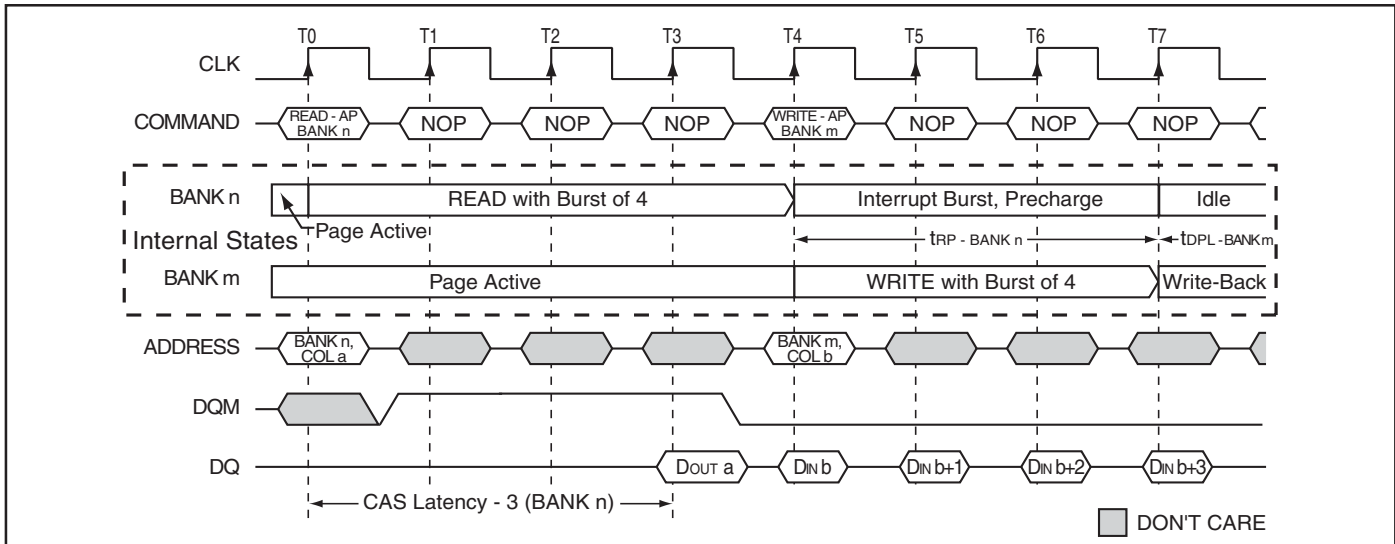 T0 T1 T2 T3 T4 T5 T6 T7
CLK
COMMAND READ - AP BANK n NOP NOP NOP WRITE - AP BANK m NOP NOP NOP
BANK n READ with Burst of 4 Interrupt Burst, Precharge Idle
Page Active
Internal States tRP - BANK n tDPL - BANK m
BANK m Page Active WRITE with Burst of 4 Write-Back
ADDRESS BANK n, COL a BANK m, COL b
DQM
DQ DOUT a DIN b DIN b+1 DIN b+2 DIN b+3
CAS Latency - 3 (BANK n)
DON'T CARE